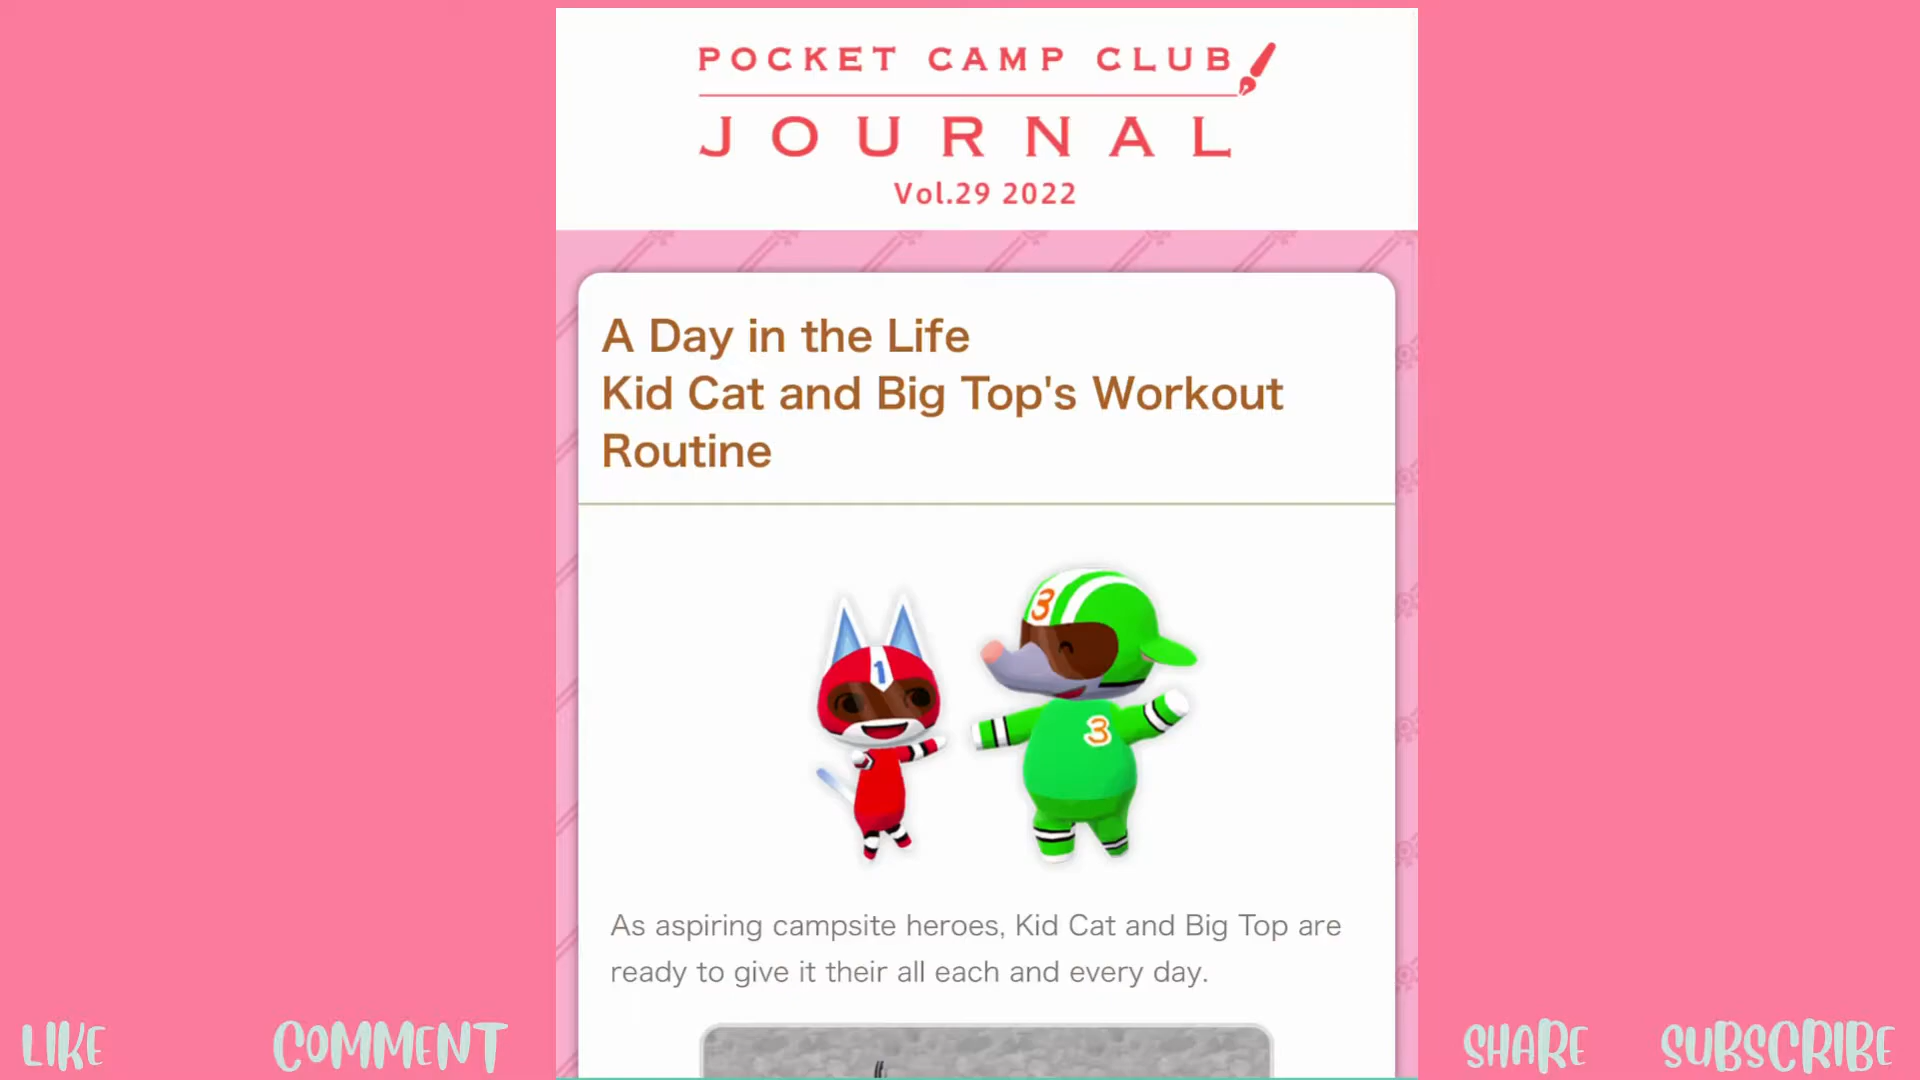 POCKET CAMP CLUB
JOURNAL
Vol.29 2022
A Day in the Life
Kid Cat and Big Top's Workout
Routine
1
3
3
As aspiring campsite heroes, Kid Cat and Big Top are
ready to give it their all each and every day.
LIKE
COMMENT
SHARE
SUBSCRIBE